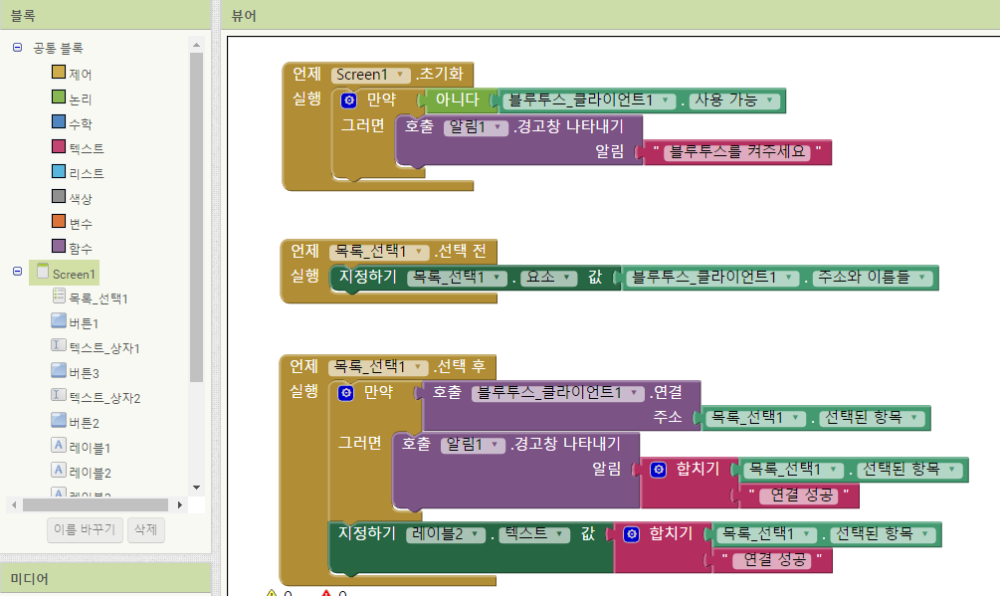 블록
뷰어
공통 블록
제어
논리
수학
텍스트
리스트
색상
변수
함수
Screen1
목록_선택1
버튼1
텍스트_상자1
버튼3
텍스트_상자2
버튼2
레이블1
레이블2
이름 바꾸기 삭제
미디어
언제 Screen1 .초기화
실행 만약 아니다 블루투스_클라이언트1 . 사용 가능
그러면 호출 알림1 .경고창 나타내기
알림 " 블루투스를 켜주세요 "
언제 목록_선택1 .선택 전
실행 지정하기 목록_선택1 . 요소 값 블루투스_클라이언트1 . 주소와 이름들
언제 목록_선택1 .선택 후
실행 만약 호출 블루투스_클라이언트1 .연결
주소 목록_선택1 . 선택된 항목
그러면 호출 알림1 .경고창 나타내기
알림 합치기 목록_선택1 . 선택된 항목
" 연결 성공 "
지정하기 레이블2 . 텍스트 값 합치기 목록_선택1 . 선택된 항목
" 연결 성공 "